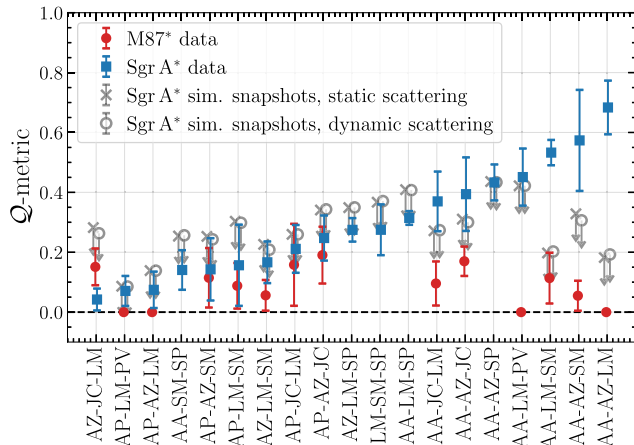 1.0
0.8
0.6
0.4
0.2
0.0
Q-metric
M87* data
Sgr A* data
Sgr A* sim. snapshots, static scattering
Sgr A* sim. snapshots, dynamic scattering
AZ-JC-LM
AP-LM-PV
AP-AZ-LM
AA-SM-SP
AP-AZ-SM
AP-LM-SM
AZ-LM-SM
AP-JC-LM
AP-AZ-JC
AZ-LM-SP
LM-SM-SP
AA-LM-SP
AA-JC-LM
AA-AZ-JC
AA-AZ-SP
AA-LM-PV
AA-LM-SM
AA-AZ-SM
AA-AZ-LM